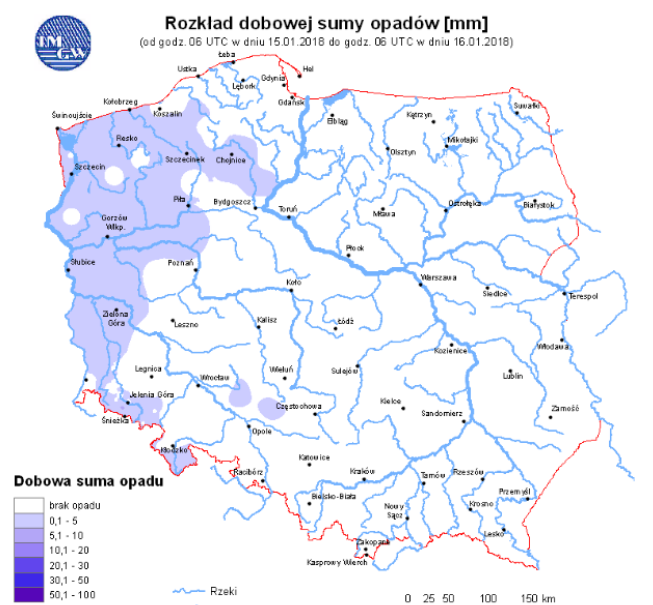 IMGW
Rozkład dobowej sumy opadów [mm]
(od godz. 06 UTC w dniu 15.01.2018 do godz. 06 UTC w dniu 16.01.2018)
Łeba
Ustka
Hel
Gdynia
Lębork
Kołobrzeg
Gdańsk
Koszalin
Suwałki
Świnoujście
Elbląg
Kętrzyn
Resko
Mikołajki
Szczecinek
Chojnice
Olsztyn
Szczecin
Piła
Bydgoszcz
Toruń
Mława
Ostrołęka
Białystok
Gorzów
Wlkp.
Płock
Słubice
Poznań
Koło
Warszawa
Siedlce
Terespol
Zielona
Góra
Leszno
Kalisz
Łódź
Kozienice
Włodawa
Legnica
Wrocław
Wieluń
Sulejów
Lublin
Jelenia Góra
Kielce
Śnieżka
Częstochowa
Sandomierz
Zamość
Opole
Kłodzko
Katowice
Racibórz
Kraków
Tarnów
Rzeszów
Bielsko-Biała
Nowy
Sącz
Krosno
Przemyśl
Lesko
Zakopane
Kasprowy Wierch
Dobowa suma opadu
brak opadu
0,1 - 5
5,1 - 10
10,1 - 20
20,1 - 30
30,1 - 50
50,1 - 100
Rzeki
0 25 50 100 150 km